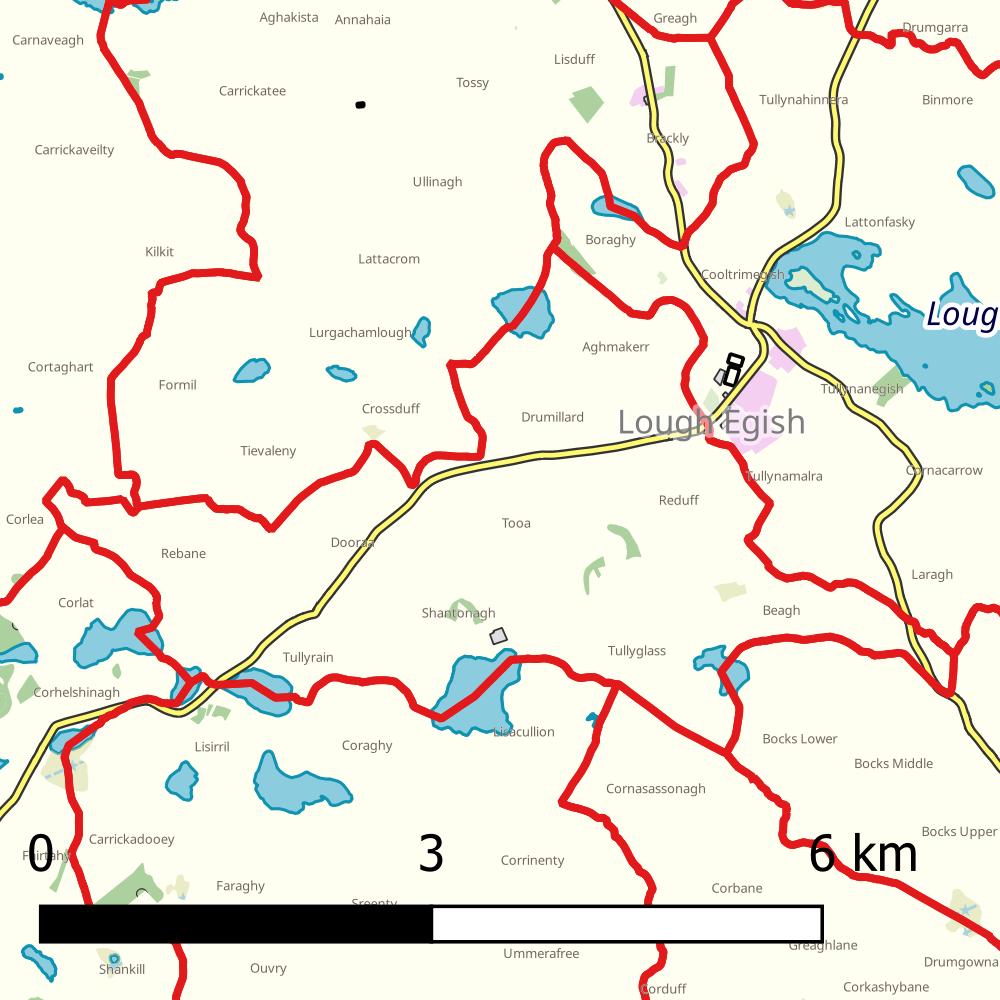 Aghakista
Annahaia
Greagh
Drumgarra
Carnaveagh
Lisduff
Tossy
Carrickatee
Tullynahinnera
Binmore
Brackly
Carrickaveilty
Ullinagh
Lattonfasky
Boraghy
Kilkit
Lattacrom
Cooltrimegish
Loug
Lurgachamlough
Aghmakerr
Cortaghart
Formil
Tullynanegish
Crossduff
Drumillard
Lough Egish
Tievaleny
Cornacarrow
Tullynamalra
Reduff
Corlea
Tooa
Dooraa
Rebane
Laragh
Corlat
Shantonagh
Beagh
Tullyglass
Tullyrain
Corhelshinagh
Lisacullion
Bocks Lower
Lisirril
Coraghy
Bocks Middle
Cornasassonagh
Bocks Upper
Carrickadooey
0 3 6 km
Fairtahy
Corrinenty
Faraghy
Corbane
Sreenty
Greaghlane
Ummerafree
Drumgowna
Shankill
Ouvry
Corduff
Corkashybane